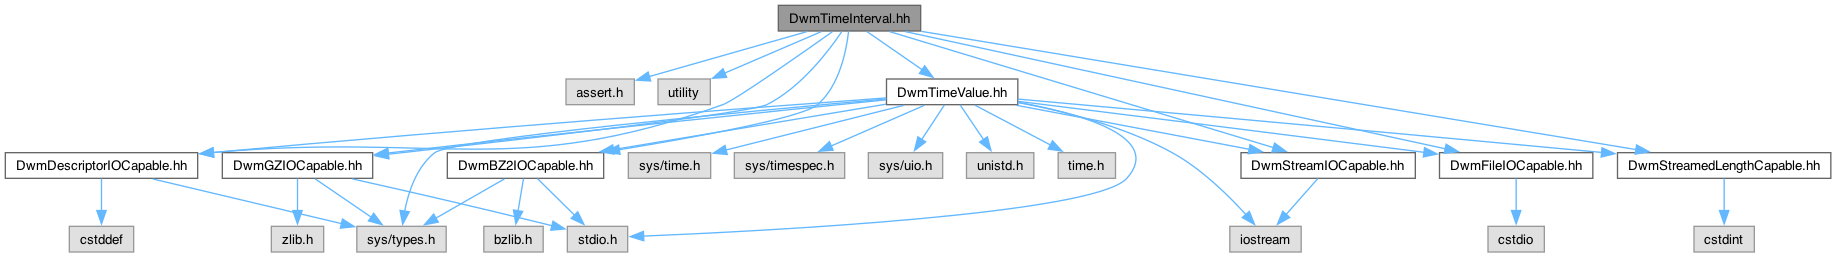 DwmTimeInterval.hh
assert.h
utility
DwmTimeValue.hh
DwmDescriptorIOCapable.hh
DwmGZIOCapable.hh
DwmBZ2IOCapable.hh
sys/time.h
sys/timespec.h
sys/uio.h
unistd.h
time.h
DwmStreamIOCapable.hh
DwmFileIOCapable.hh
DwmStreamedLengthCapable.hh
cstddef
zlib.h
sys/types.h
bzlib.h
stdio.h
iostream
cstdio
cstdint